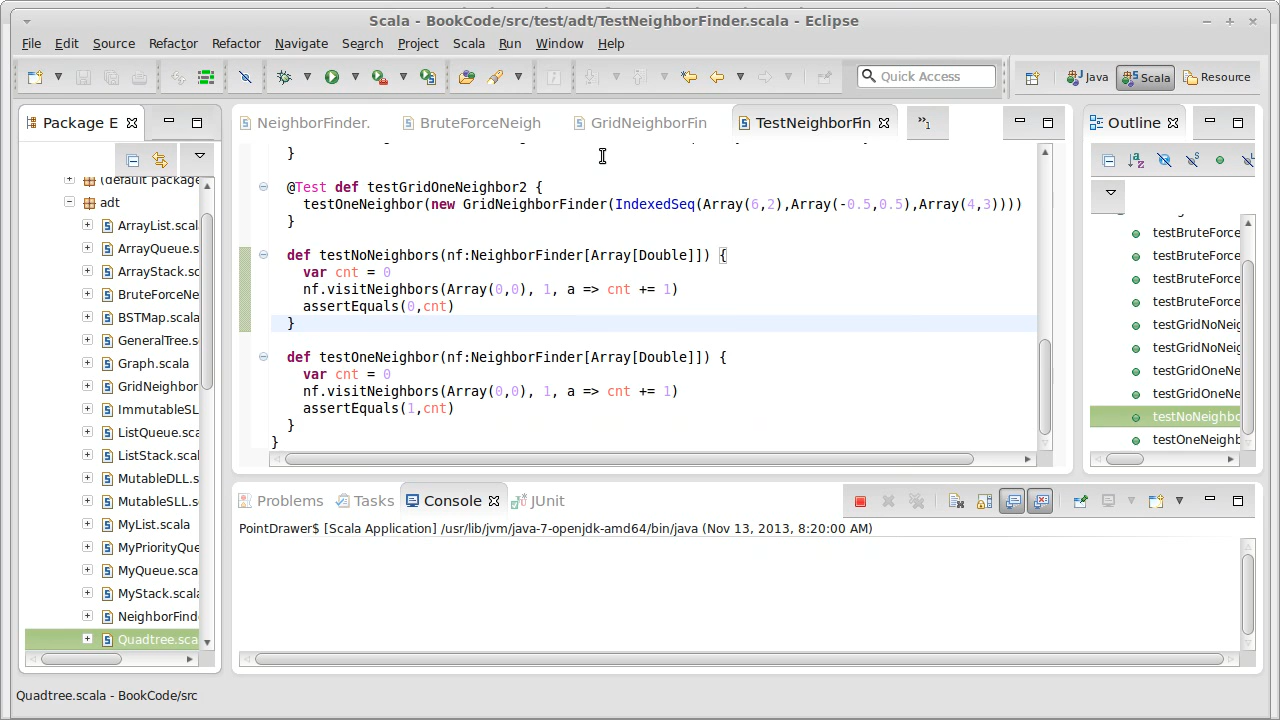 Scala - BookCode/src/test/adt/TestNeighborFinder.scala - Eclipse
File Edit Source Refactor Refactor Navigate Search Project Scala Run Window Help
Quick Access
Java Scala Resource
Package E
NeighborFinder. BruteForceNeigh GridNeighborFin TestNeighborFin »1
Outline
(default package
adt
ArrayList.scal
ArrayQueue.s
ArrayStack.sc
BruteForceNe
BSTMap.scala
GeneralTree.s
Graph.scala
GridNeighbor
ImmutableSL
ListQueue.sca
ListStack.sca
MutableDLL.s
MutableSLL.s
MyList.scala
MyPriorityQue
MyQueue.sca
MyStack.scala
NeighborFind
Quadtree.sca
}
@Test def testGridOneNeighbor2 {
testOneNeighbor(new GridNeighborFinder(IndexedSeq(Array(6,2),Array(-0.5,0.5),Array(4,3))))
}
def testNoNeighbors(nf:NeighborFinder[Array[Double]]) {
var cnt = 0
nf.visitNeighbors(Array(0,0), 1, a => cnt += 1)
assertEquals(0,cnt)
}
def testOneNeighbor(nf:NeighborFinder[Array[Double]]) {
var cnt = 0
nf.visitNeighbors(Array(0,0), 1, a => cnt += 1)
assertEquals(1,cnt)
}
}
testBruteForce
testBruteForce
testBruteForce
testBruteForce
testGridNoNeig
testGridNoNeig
testGridOneNe
testGridOneNe
testNoNeighbo
testOneNeighb
Problems Tasks Console JUnit
PointDrawer$ [Scala Application] /usr/lib/jvm/java-7-openjdk-amd64/bin/java (Nov 13, 2013, 8:20:00 AM)
Quadtree.scala - BookCode/src